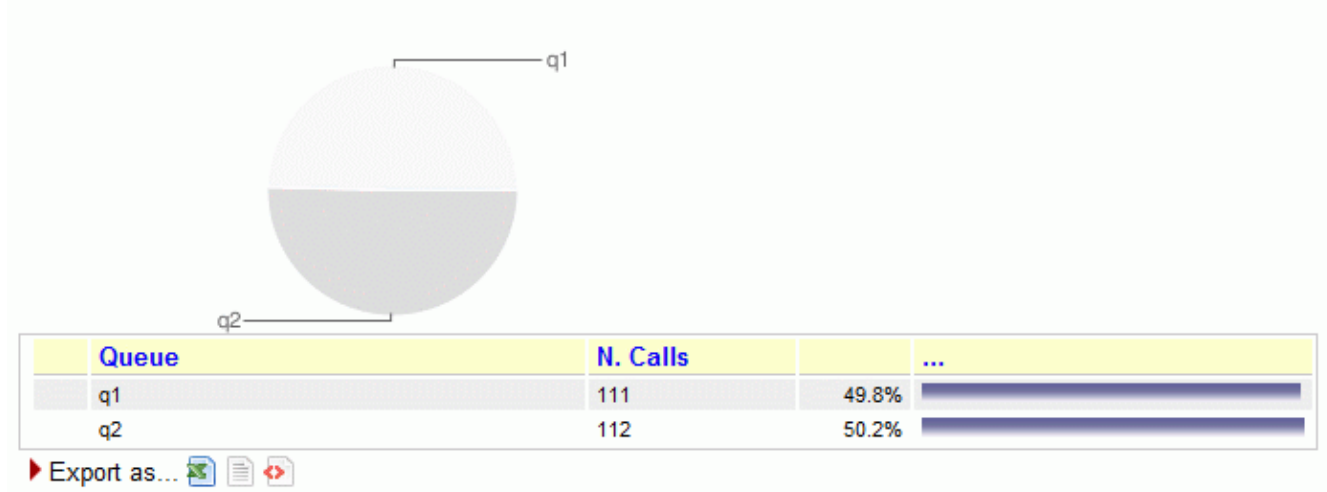 q1
q2
Queue N. Calls ...
q1 111 49.8%
q2 112 50.2%
Export as...